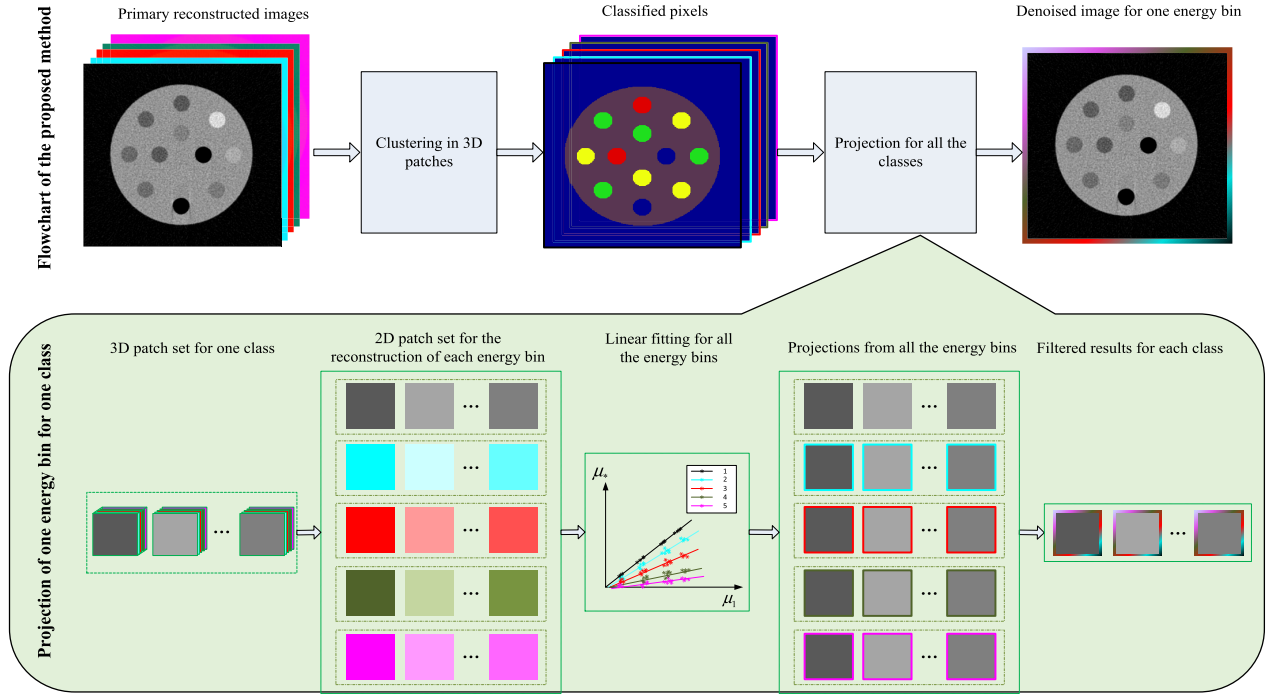 Flowchart of the proposed method
Primary reconstructed images
Classified pixels
Denoised image for one energy bin
Clustering in 3D
patches
Projection for all the
classes
Projection of one energy bin for one class
3D patch set for one class
2D patch set for the
reconstruction of each energy bin
Linear fitting for all
the energy bins
Projections from all the energy bins
Filtered results for each class
...
...
...
...
...
...
...
...
...
...
...
...
μ*
1
2
3
4
5
μ1